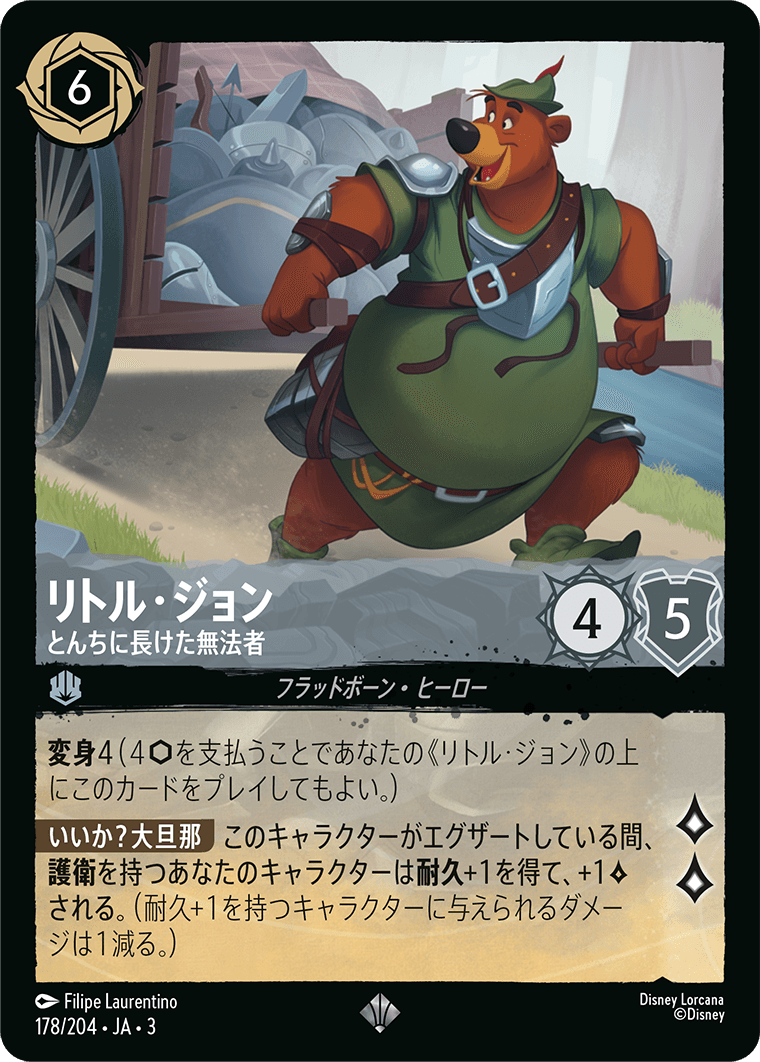 6
リトル・ジョン
とんちに長けた無法者
4
5
フラッドボーン・ヒーロー
変身4(4⬡を支払うことであなたの《リトル・ジョン》の上
にこのカードをプレイしてもよい。)
いいか?大旦那 このキャラクターがエグザートしている間、
護衛を持つあなたのキャラクターは耐久+1を得て、+1⟡
される。(耐久+1を持つキャラクターに与えられるダメー
ジは1減る。)
Filipe Laurentino
178/204・JA・3
Disney Lorcana
©Disney